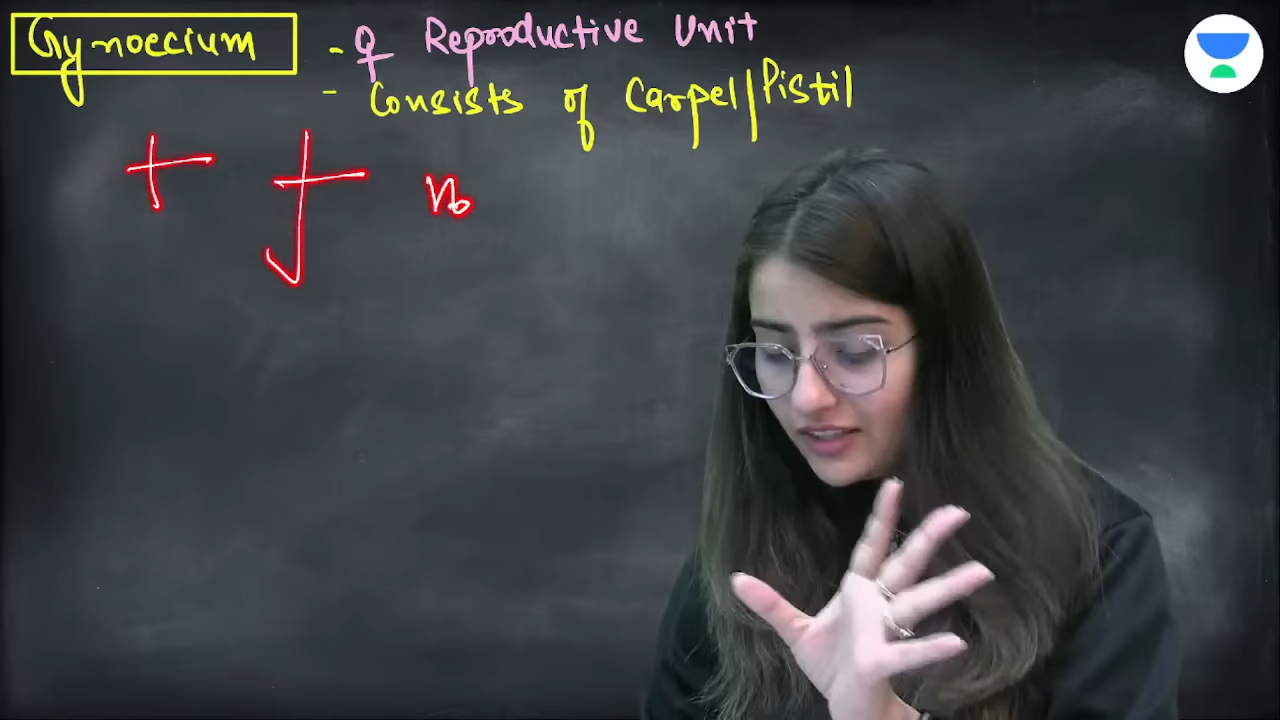 Gynoecium
- ♀ Reproductive Unit
- Consists of Carpel/Pistil